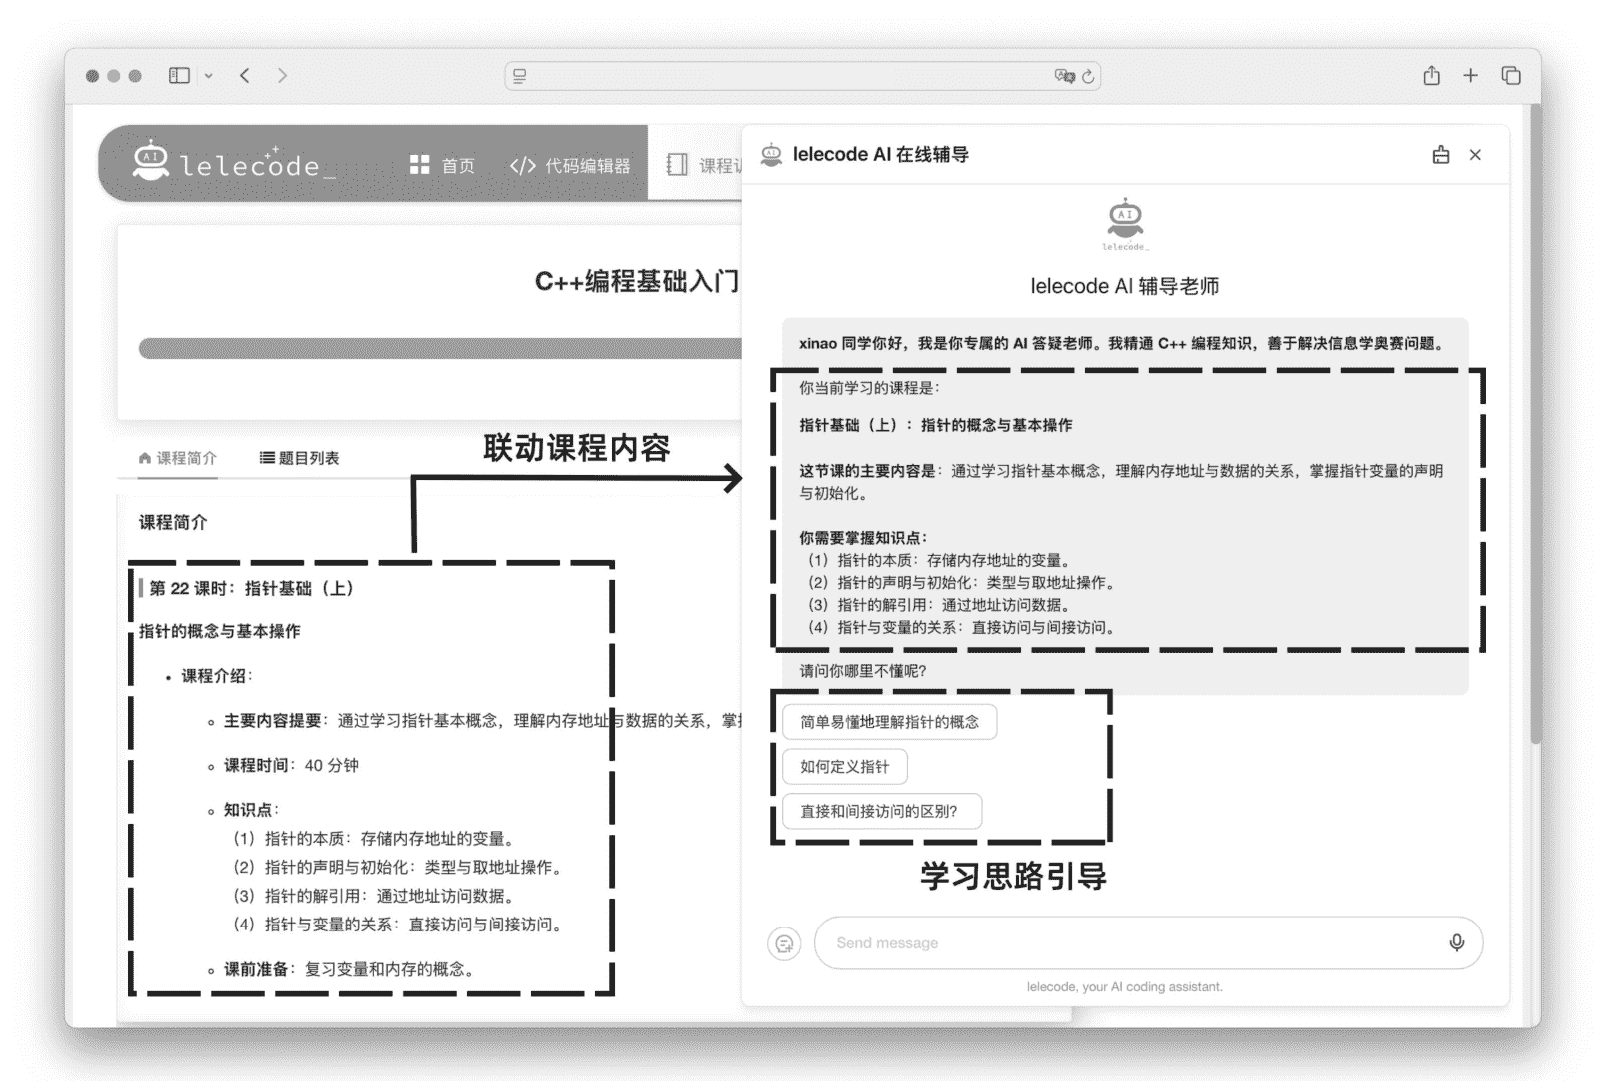 lelecode_
首页
</> 代码编辑器
课程
C++编程基础入门
课程简介
题目列表
联动课程内容
课程简介
第 22 课时：指针基础（上）
指针的概念与基本操作
• 课程介绍：
主要内容提要：通过学习指针基本概念，理解内存地址与数据的关系，掌
课程时间：40 分钟
知识点：
（1）指针的本质：存储内存地址的变量。
（2）指针的声明与初始化：类型与取地址操作。
（3）指针的解引用：通过地址访问数据。
（4）指针与变量的关系：直接访问与间接访问。
课前准备：复习变量和内存的概念。
AI
lelecode AI 在线辅导
AI
lelecode_
lelecode AI 辅导老师
xinao 同学你好，我是你专属的 AI 答疑老师。我精通 C++ 编程知识，善于解决信息学奥赛问题。
你当前学习的课程是：
指针基础（上）：指针的概念与基本操作
这节课的主要内容是：通过学习指针基本概念，理解内存地址与数据的关系，掌握指针变量的声明
与初始化。
你需要掌握知识点：
（1）指针的本质：存储内存地址的变量。
（2）指针的声明与初始化：类型与取地址操作。
（3）指针的解引用：通过地址访问数据。
（4）指针与变量的关系：直接访问与间接访问。
请问你哪里不懂呢？
简单易懂地理解指针的概念
如何定义指针
直接和间接访问的区别?
学习思路引导
Send message
lelecode, your AI coding assistant.